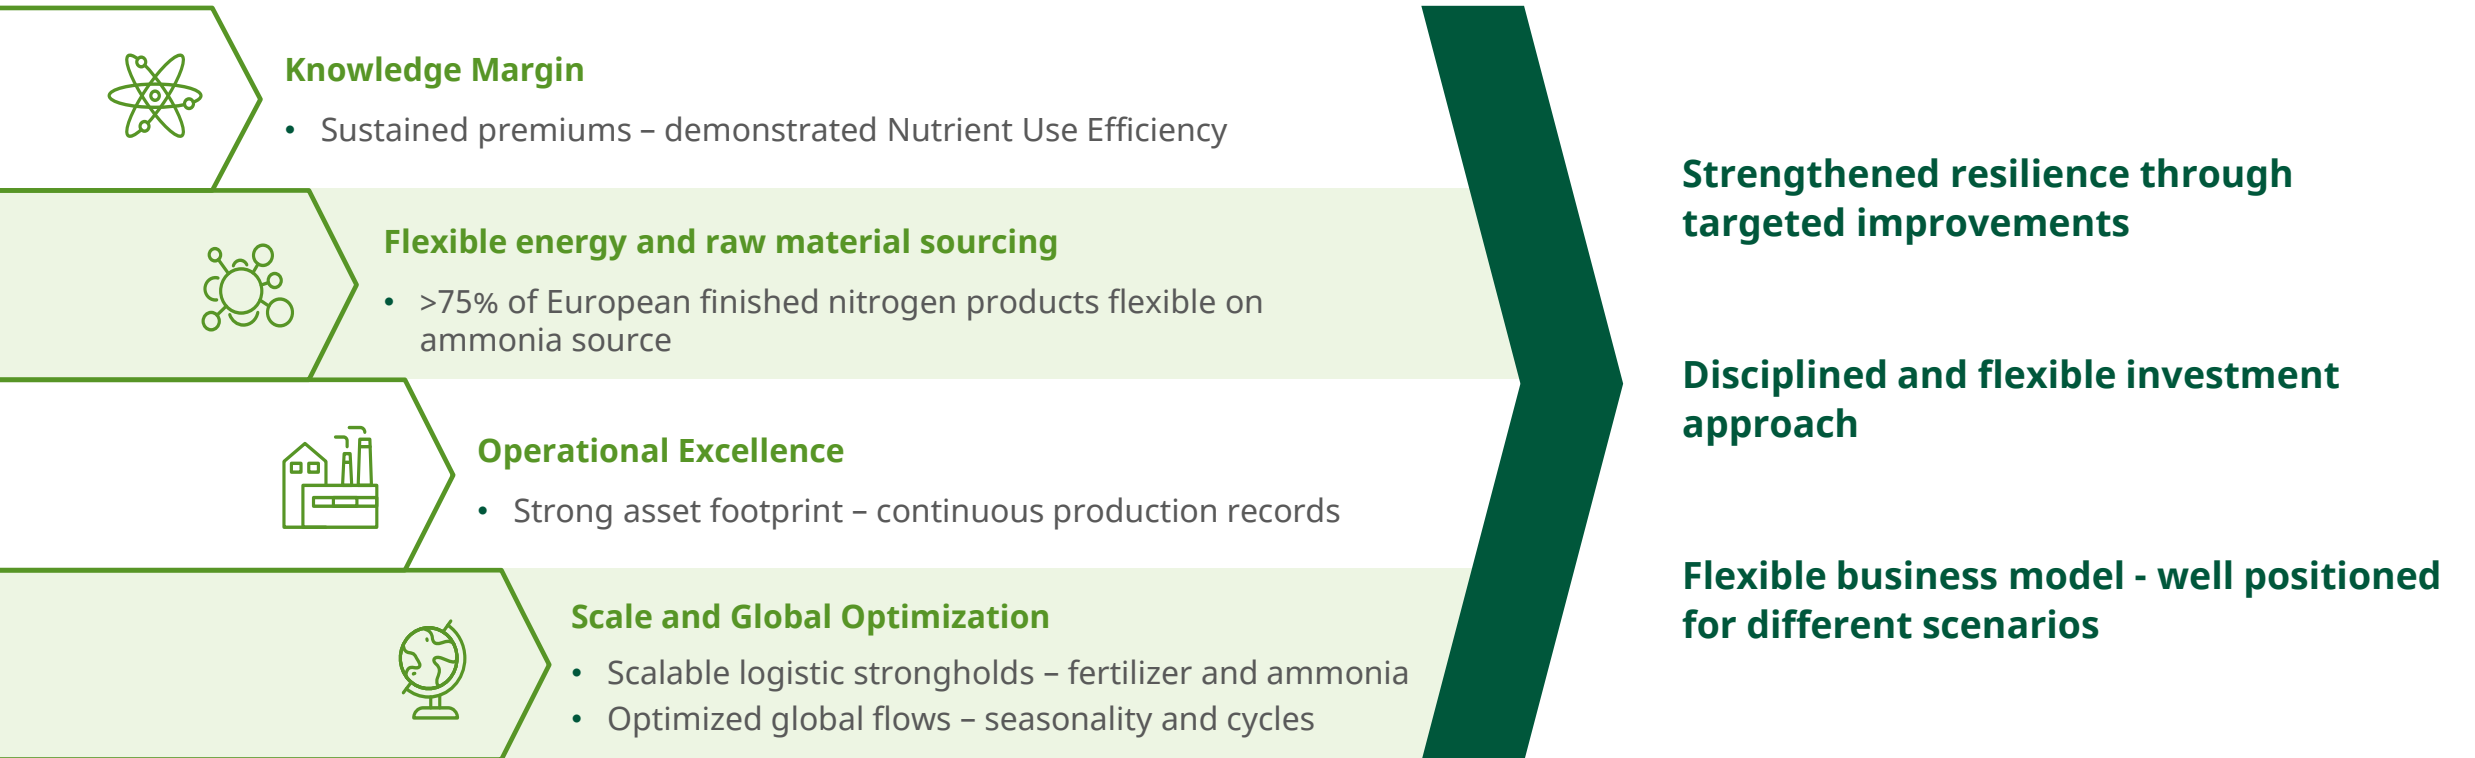 Knowledge Margin
• Sustained premiums – demonstrated Nutrient Use Efficiency
Flexible energy and raw material sourcing
• >75% of European finished nitrogen products flexible on
ammonia source
Operational Excellence
• Strong asset footprint – continuous production records
Scale and Global Optimization
• Scalable logistic strongholds – fertilizer and ammonia
• Optimized global flows – seasonality and cycles
Strengthened resilience through
targeted improvements
Disciplined and flexible investment
approach
Flexible business model - well positioned
for different scenarios